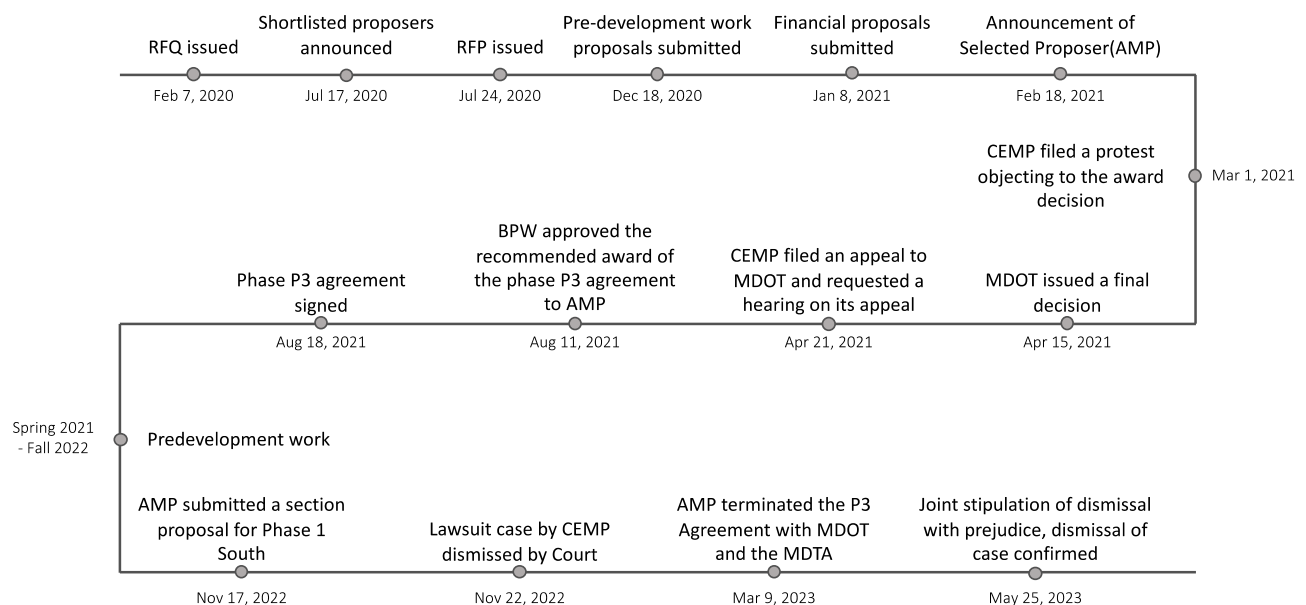 RFQ issued
Feb 7, 2020
Shortlisted proposers
announced
Jul 17, 2020
RFP issued
Jul 24, 2020
Pre-development work
proposals submitted
Dec 18, 2020
Financial proposals
submitted
Jan 8, 2021
Announcement of
Selected Proposer(AMP)
Feb 18, 2021
CEMP filed a protest
objecting to the award
decision
Mar 1, 2021
MDOT issued a final
decision
Apr 15, 2021
CEMP filed an appeal to
MDOT and requested a
hearing on its appeal
Apr 21, 2021
BPW approved the
recommended award of
the phase P3 agreement
to AMP
Aug 11, 2021
Phase P3 agreement
signed
Aug 18, 2021
Spring 2021
- Fall 2022
Predevelopment work
AMP submitted a section
proposal for Phase 1
South
Nov 17, 2022
Lawsuit case by CEMP
dismissed by Court
Nov 22, 2022
AMP terminated the P3
Agreement with MDOT
and the MDTA
Mar 9, 2023
Joint stipulation of dismissal
with prejudice, dismissal of
case confirmed
May 25, 2023